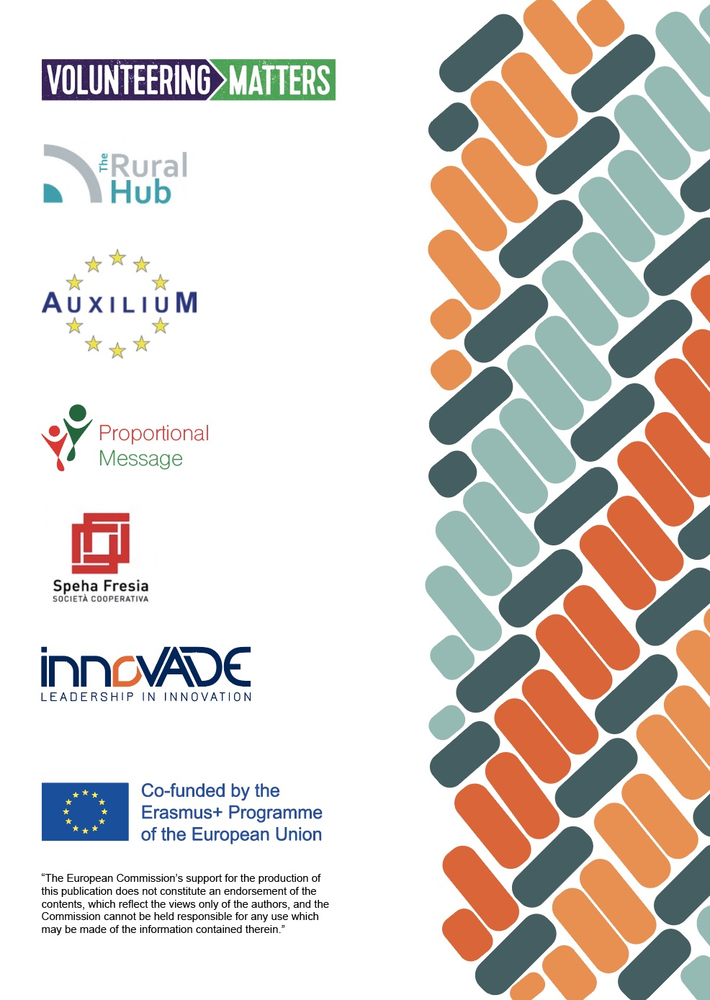 VOLUNTEERING MATTERS
The Rural
Hub
AUXILIUM
Proportional
Message
Speha Fresia
SOCIETÀ COOPERATIVA
innoVADE
LEADERSHIP IN INNOVATION
Co-funded by the
Erasmus+ Programme
of the European Union
“The European Commission’s support for the production of
this publication does not constitute an endorsement of the
contents, which reflect the views only of the authors, and the
Commission cannot be held responsible for any use which
may be made of the information contained therein.”